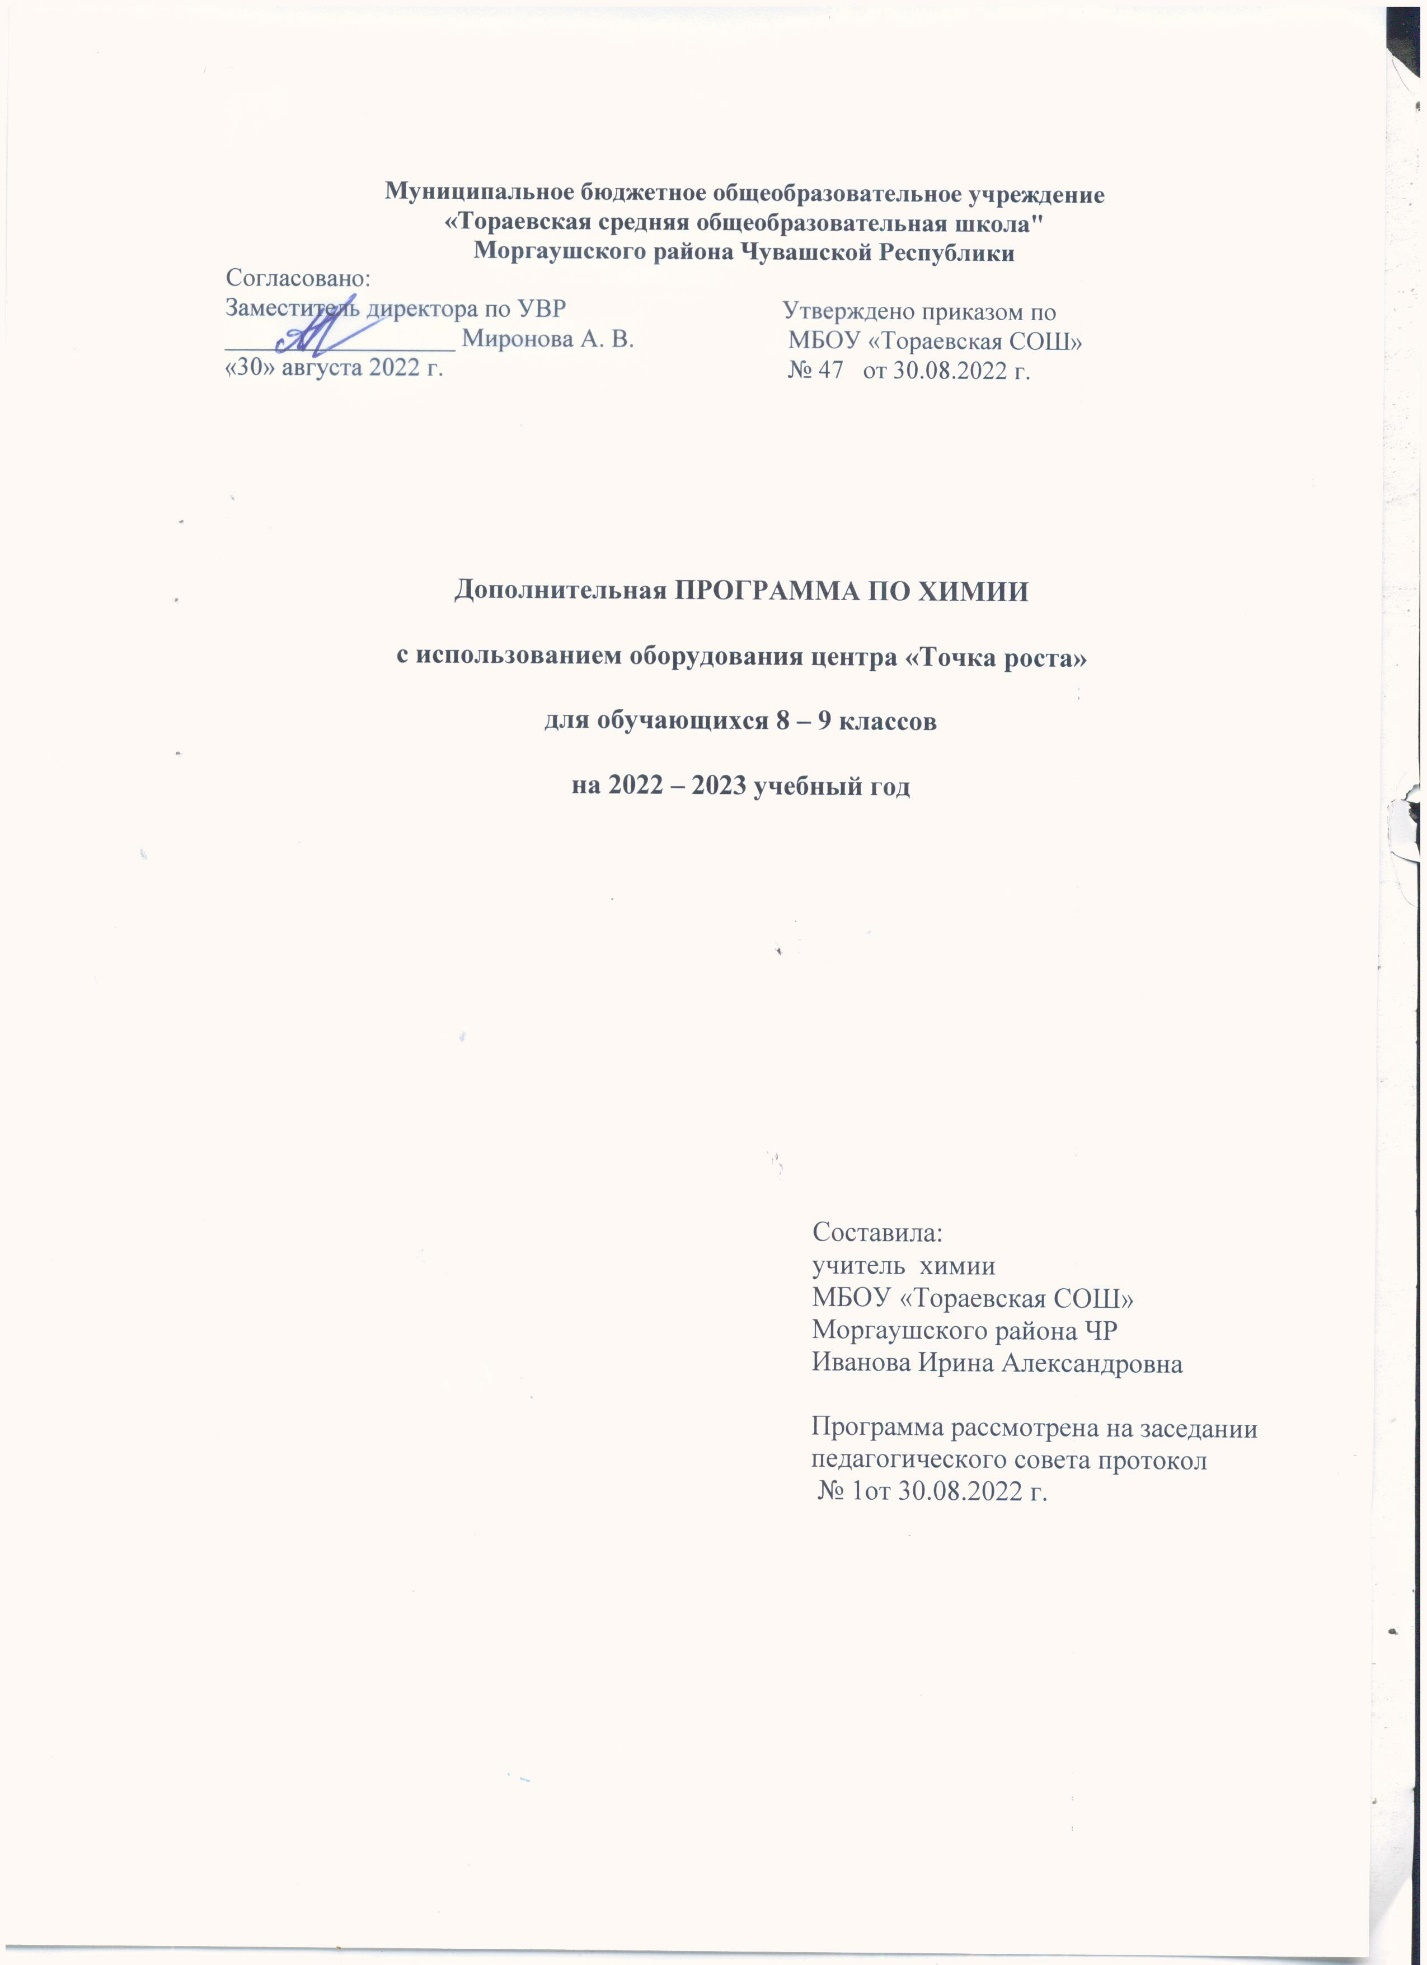 Муниципальное бюджетное общеобразовательное учреждение
«Тораевская средняя общеобразовательная школа"
Моргаушского района Чувашской Республики
Согласовано:
Заместитель директора по УВР
__________________ Миронова А. В.
«30» августа 2022 г.
Утверждено приказом по
МБОУ «Тораевская СОШ»
№ 47 от 30.08.2022 г.
Дополнительная ПРОГРАММА ПО ХИМИИ
с использованием оборудования центра «Точка роста»
для обучающихся 8 – 9 классов
на 2022 – 2023 учебный год
Составила:
учитель химии
МБОУ «Тораевская СОШ»
Моргаушского района ЧР
Иванова Ирина Александровна
Программа рассмотрена на заседании
педагогического совета протокол
№ 1от 30.08.2022 г.